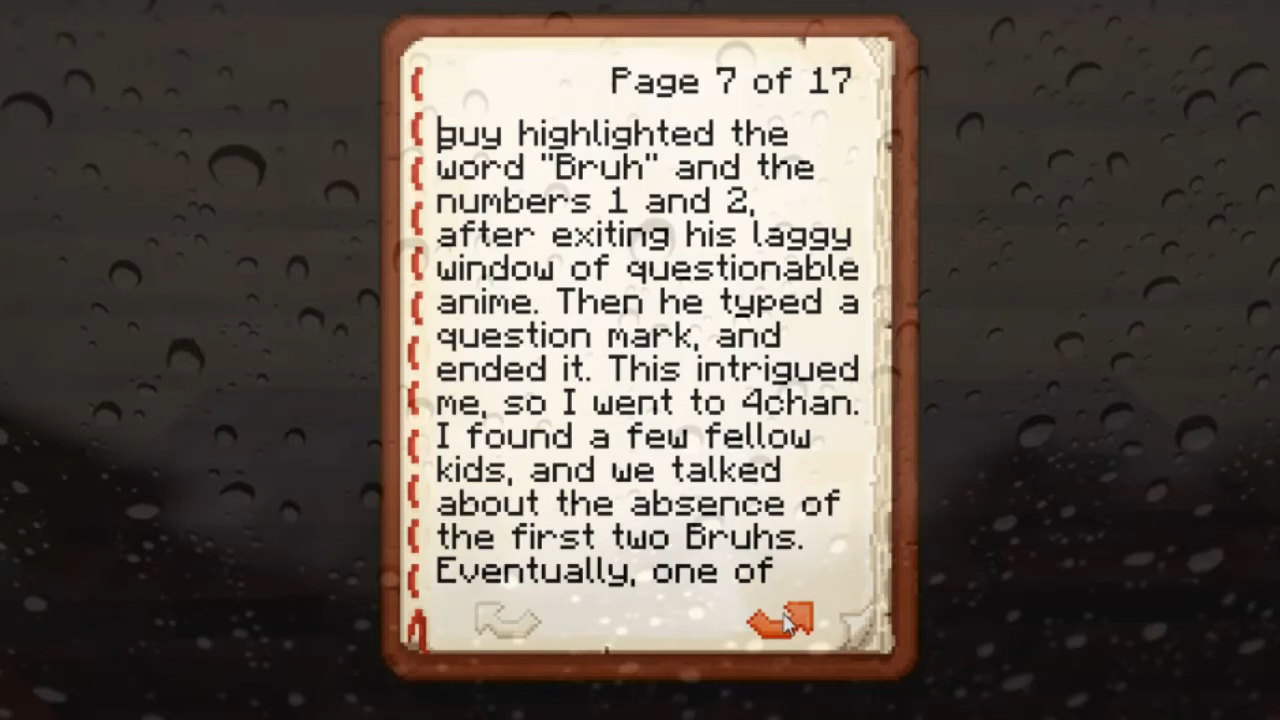 Page 7 of 17
guy highlighted the
word "Bruh" and the
numbers 1 and 2,
after exiting his laggy
window of questionable
anime. Then he typed a
question mark, and
ended it. This intrigued
me, so I went to 4chan.
I found a few fellow
kids, and we talked
about the absence of
the first two Bruhs.
Eventually, one of